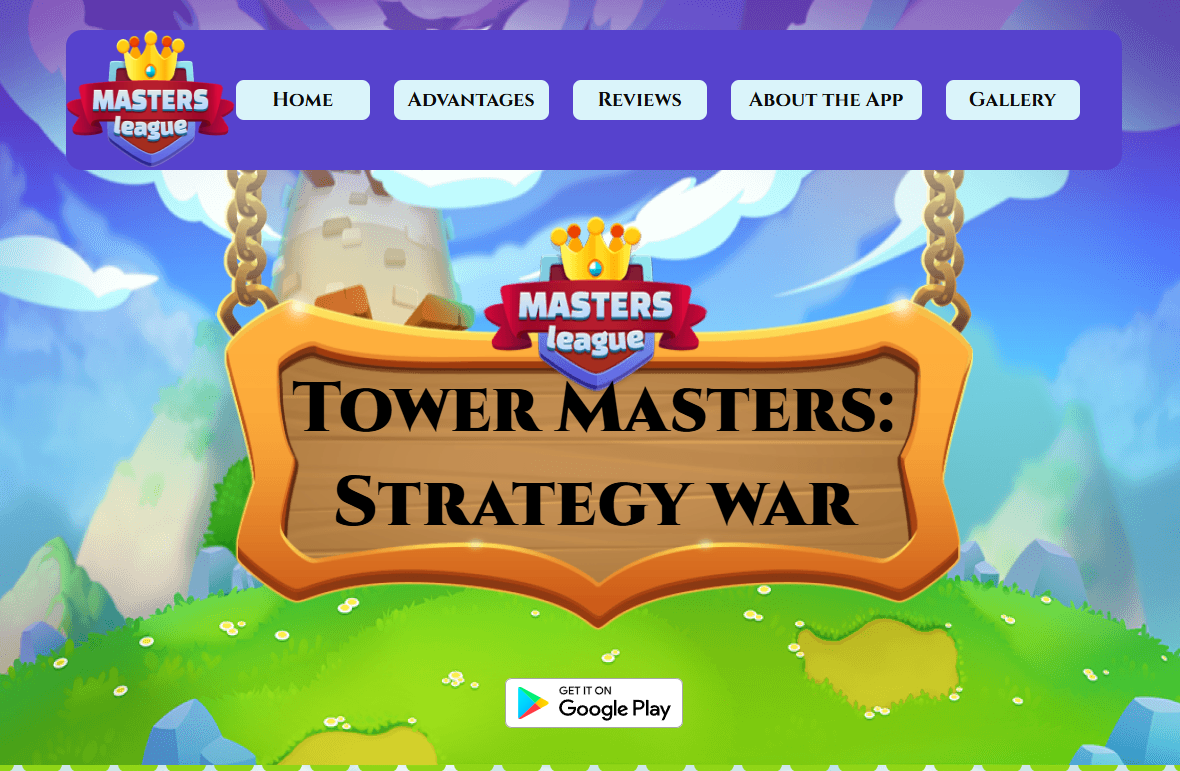 MASTERS
league
Home
Advantages
Reviews
About the App
Gallery
MASTERS
league
Tower Masters:
Strategy war
GET IT ON
Google Play